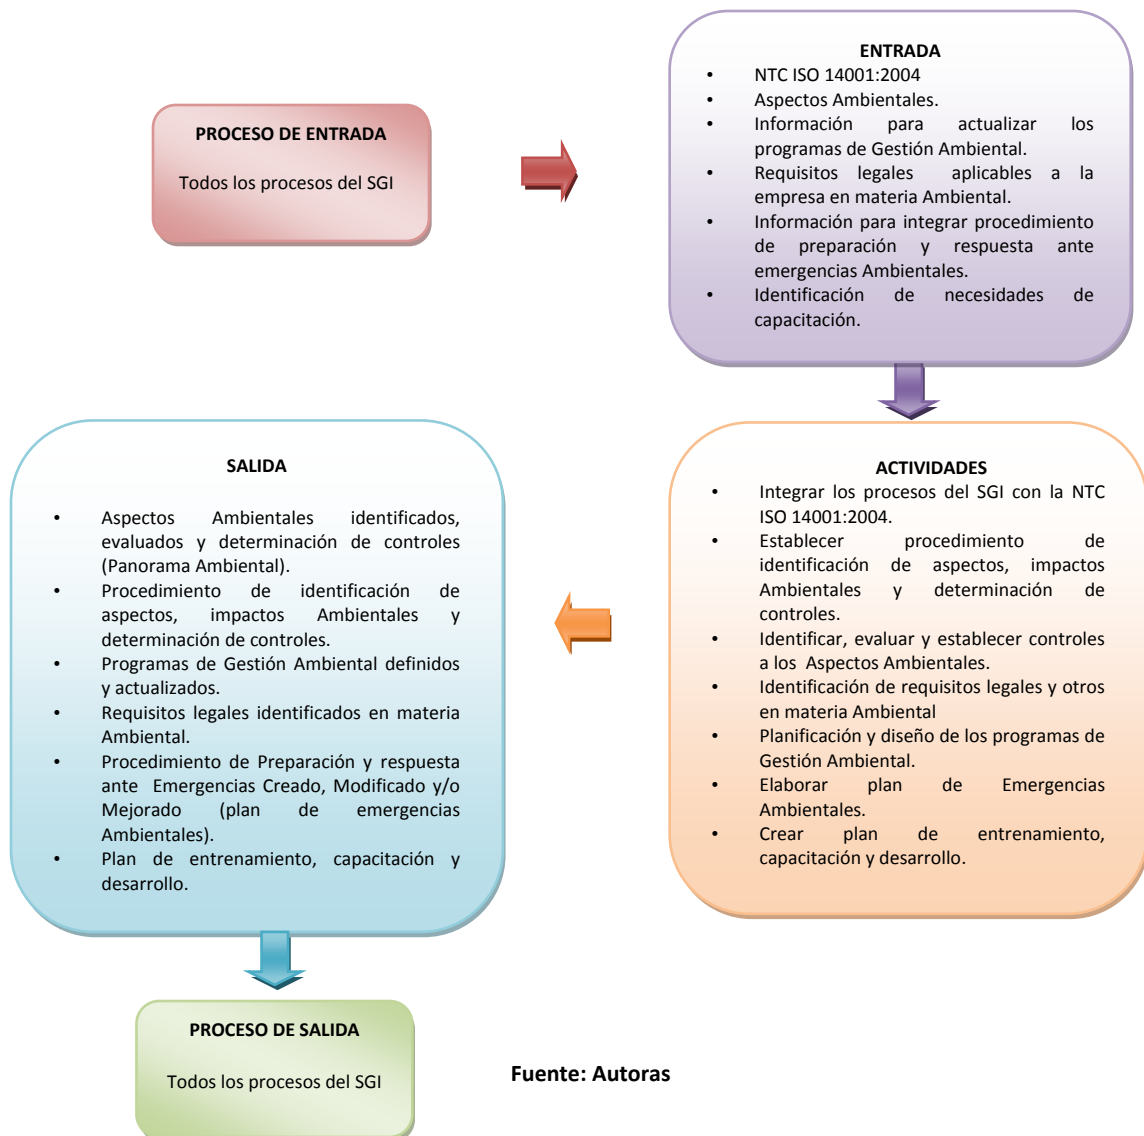 PROCESO DE ENTRADA
Todos los procesos del SGI
ENTRADA
• NTC ISO 14001:2004
• Aspectos Ambientales.
• Información para actualizar los
programas de Gestión Ambiental.
• Requisitos legales aplicables a la
empresa en materia Ambiental.
• Información para integrar procedimiento
de preparación y respuesta ante
emergencias Ambientales.
• Identificación de necesidades de
capacitación.
ACTIVIDADES
• Integrar los procesos del SGI con la NTC
ISO 14001:2004.
• Establecer procedimiento de
identificación de aspectos, impactos
Ambientales y determinación de
controles.
• Identificar, evaluar y establecer controles
a los Aspectos Ambientales.
• Identificación de requisitos legales y otros
en materia Ambiental
• Planificación y diseño de los programas de
Gestión Ambiental.
• Elaborar plan de Emergencias
Ambientales.
• Crear plan de entrenamiento,
capacitación y desarrollo.
SALIDA
• Aspectos Ambientales identificados,
evaluados y determinación de controles
(Panorama Ambiental).
• Procedimiento de identificación de
aspectos, impactos Ambientales y
determinación de controles.
• Programas de Gestión Ambiental definidos
y actualizados.
• Requisitos legales identificados en materia
Ambiental.
• Procedimiento de Preparación y respuesta
ante Emergencias Creado, Modificado y/o
Mejorado (plan de emergencias
Ambientales).
• Plan de entrenamiento, capacitación y
desarrollo.
PROCESO DE SALIDA
Todos los procesos del SGI
Fuente: Autoras